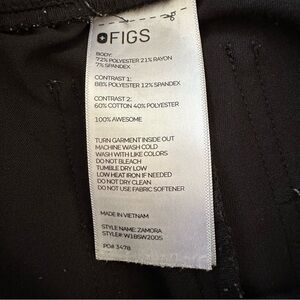 FIGS
BODY:
72% POLYESTER 21% RAYON
7% SPANDEX
CONTRAST 1:
88% POLYESTER 12% SPANDEX
CONTRAST 2:
60% COTTON 40% POLYESTER
100% AWESOME
TURN GARMENT INSIDE OUT
MACHINE WASH COLD
WASH WITH LIKE COLORS
DO NOT BLEACH
TUMBLE DRY LOW
LOW HEAT IRON IF NEEDED
DO NOT DRY CLEAN
DO NOT USE FABRIC SOFTENER
MADE IN VIETNAM
STYLE NAME: ZAMORA
STYLE#: W1BSW2005
PO# 3478